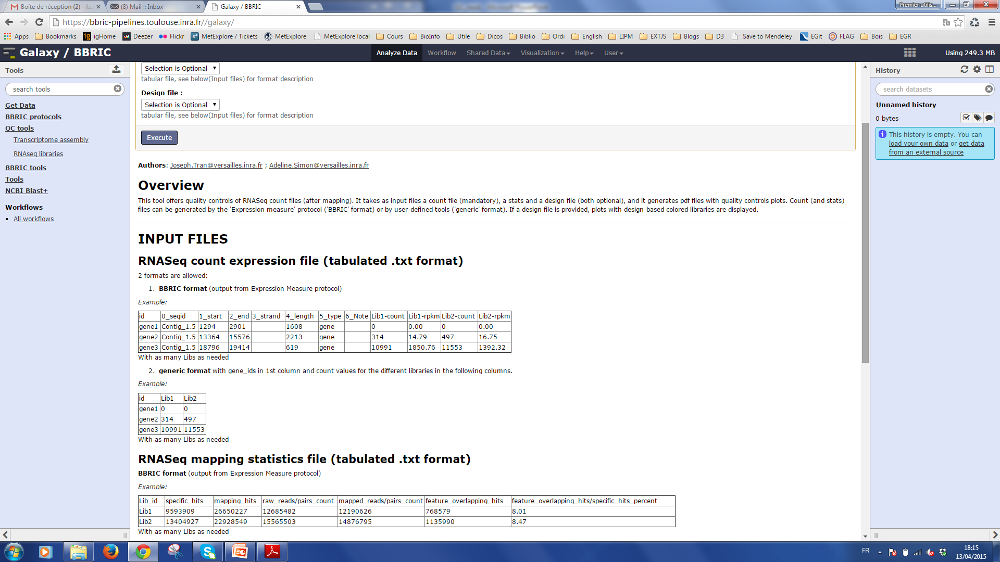 Boîte de réception (2) - Lo
(8) Mail :: Inbox
Galaxy / BBRIC
Premier utilis...
https://bbric-pipelines.toulouse.inra.fr//galaxy/
Apps Bookmarks igHome Deezer Flickr MetExplore / Tickets MetExplore MetExplore local Cours BioInfo Utile Dicos Biblio Ordi English LIPM EXTJS Blogs D3 Save to Mendeley EGit FLAG Bois EGR
Galaxy / BBRIC
Analyze Data Workflow Shared Data Visualization Help User
Using 249.3 MB
Tools
search tools
Get Data
BBRIC protocols
QC tools
Transcriptome assembly
RNAseq libraries
BBRIC tools
Tools
NCBI Blast+
Workflows
All workflows
Selection is Optional
tabular file, see below(Input files) for format description
Design file :
Selection is Optional
tabular file, see below(Input files) for format description
Execute
Authors: Joseph.Tran@versailles.inra.fr ; Adeline.Simon@versailles.inra.fr
Overview
This tool offers quality controls of RNASeq count files (after mapping). It takes as input files a count file (mandatory), a stats and a design file (both optional), and it generates pdf files with quality controls plots. Count (and stats)
files can be generated by the 'Expression measure' protocol ('BBRIC' format) or by user-defined tools ('generic' format). If a design file is provided, plots with design-based colored libraries are displayed.
INPUT FILES
RNASeq count expression file (tabulated .txt format)
2 formats are allowed:
1. BBRIC format (output from Expression Measure protocol)
Example:
id 0_seqid 1_start 2_end 3_strand 4_length 5_type 6_Note Lib1-count Lib1-rpkm Lib2-count Lib2-rpkm
gene1 Contig_1.5 1294 2901 1608 gene 0 0.00 0 0.00
gene2 Contig_1.5 13364 15576 2213 gene 314 14.79 497 16.75
gene3 Contig_1.5 18796 19414 619 gene 10991 1850.76 11553 1392.32
With as many Libs as needed
2. generic format with gene_ids in 1st column and count values for the different libraries in the following columns.
Example:
id Lib1 Lib2
gene1 0 0
gene2 314 497
gene3 10991 11553
With as many Libs as needed
RNASeq mapping statistics file (tabulated .txt format)
BBRIC format (output from Expression Measure protocol)
Example:
Lib_id specific_hits mapping_hits raw_reads/pairs_count mapped_reads/pairs_count feature_overlapping_hits feature_overlapping_hits/specific_hits_percent
Lib1 9593909 26650227 12685482 12190626 768579 8.01
Lib2 13404927 22928549 15565503 14876795 1135990 8.47
With as many Libs as needed
History
search datasets
Unnamed history
0 bytes
This history is empty. You can
load your own data or get data
from an external source
FR
18:15
13/04/2015